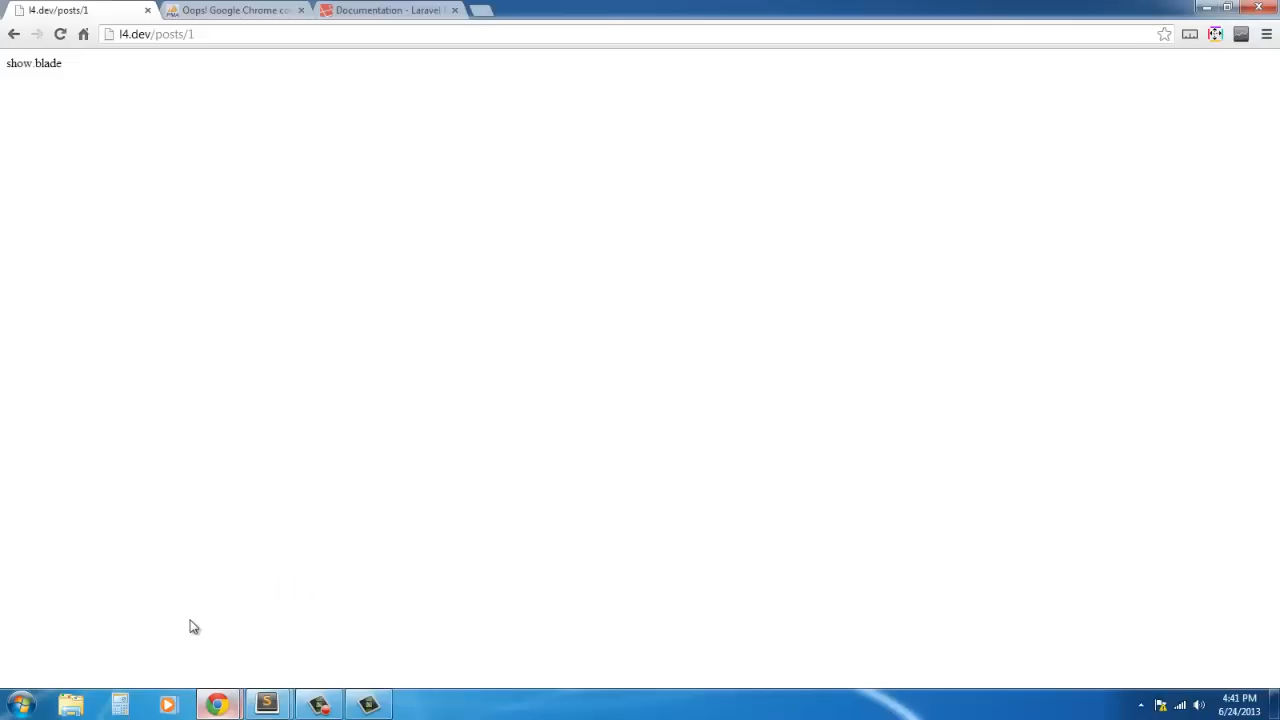 l4.dev/posts/1
Oops! Google Chrome co
Documentation - Laravel
l4.dev/posts/1
show.blade
4:41 PM
6/24/2013